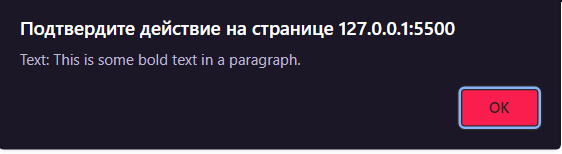 Подтвердите действие на странице 127.0.0.1:5500
Text: This is some bold text in a paragraph.
OK